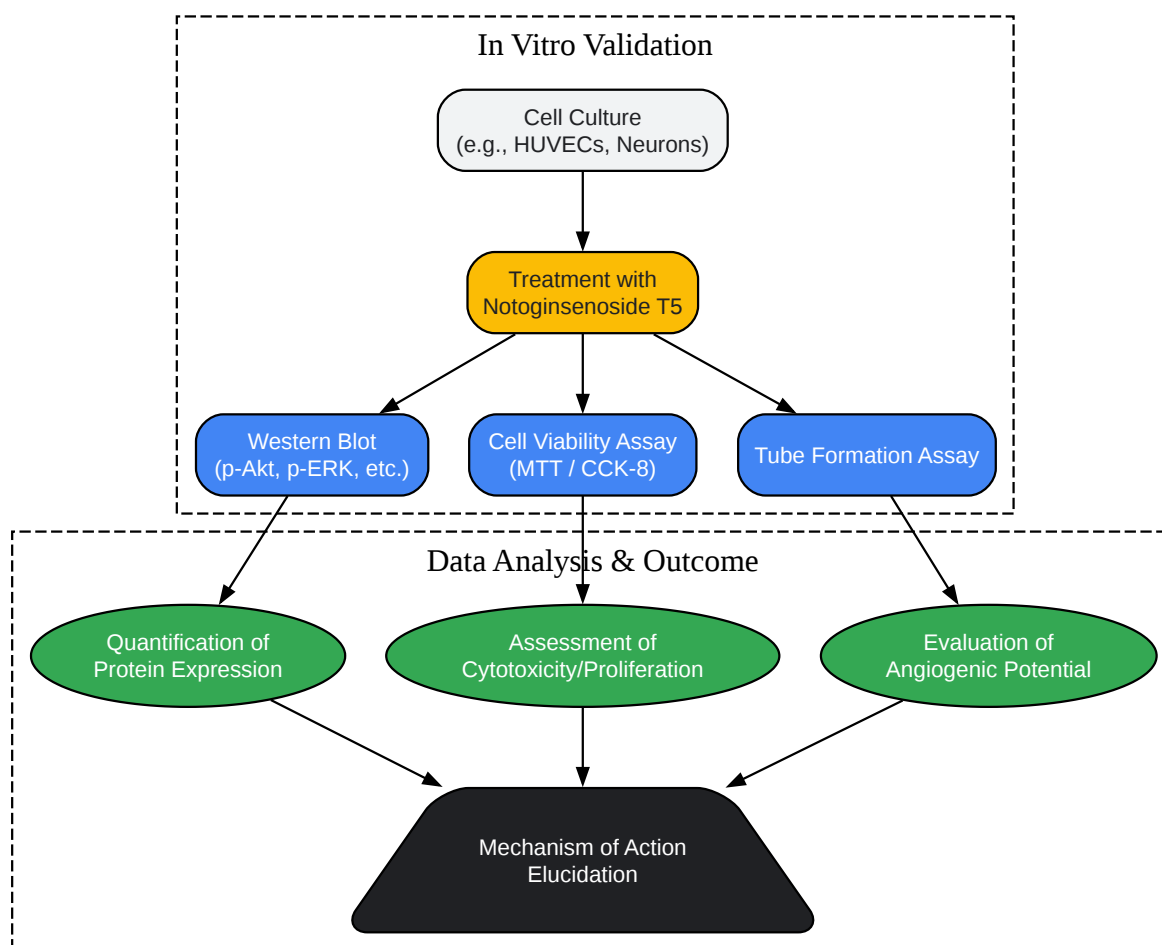 In Vitro Validation
Cell Culture
(e.g., HUVECs, Neurons)
Treatment with
Notoginsenoside T5
Western Blot
(p-Akt, p-ERK, etc.)
Cell Viability Assay
(MTT / CCK-8)
Tube Formation Assay
Data Analysis & Outcome
Quantification of
Protein Expression
Assessment of
Cytotoxicity/Proliferation
Evaluation of
Angiogenic Potential
Mechanism of Action
Elucidation